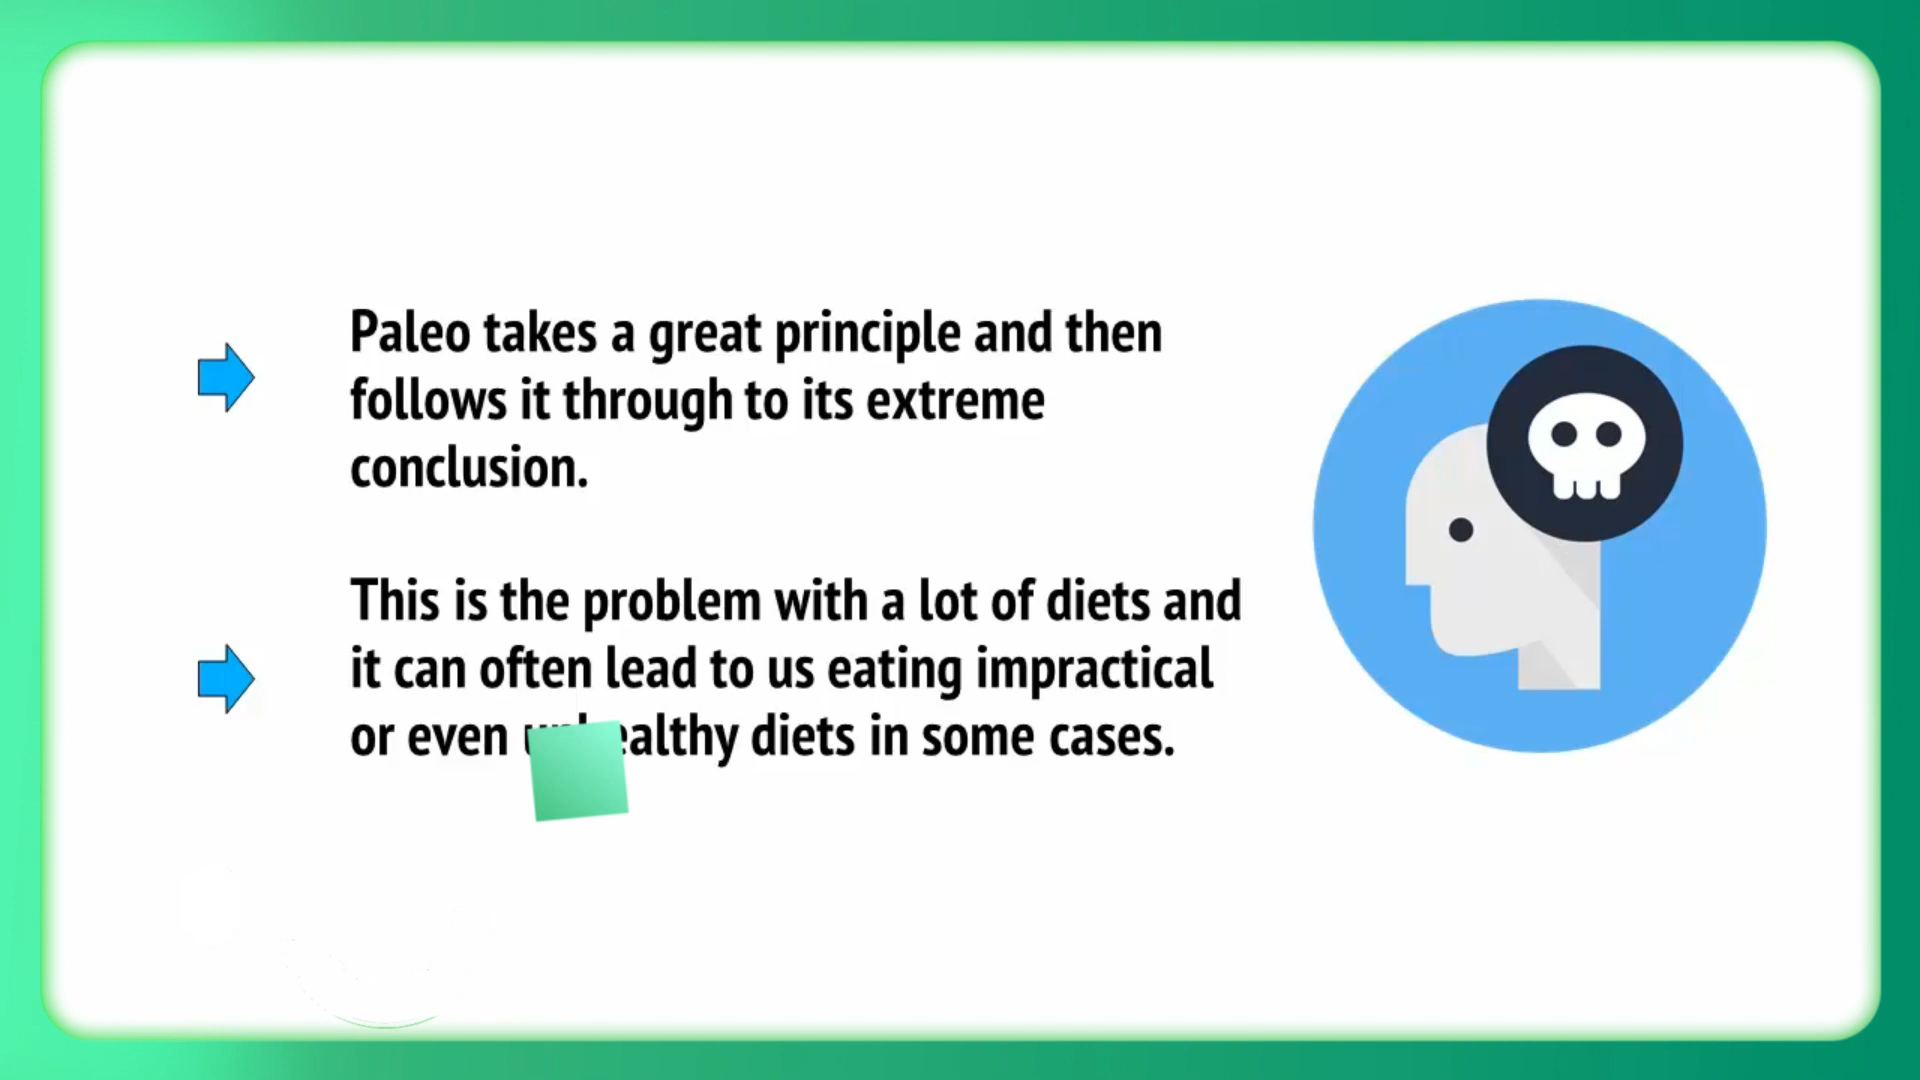 Paleo takes a great principle and then
follows it through to its extreme
conclusion.
This is the problem with a lot of diets and
it can often lead to us eating impractical
or even diets in some cases.